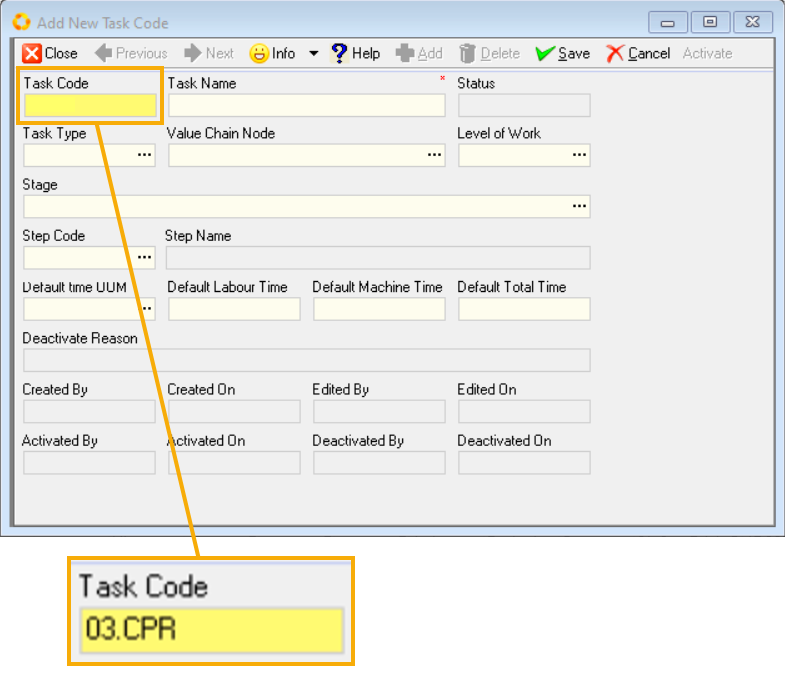 Add New Task Code
Close Previous Next Info Help Add Delete Save Cancel Activate
Task Code Task Name * Status
Task Type Value Chain Node Level of Work
Stage
Step Code Step Name
Default time UOM Default Labour Time Default Machine Time Default Total Time
Deactivate Reason
Created By Created On Edited By Edited On
Activated By Activated On Deactivated By Deactivated On
Task Code
03.CPR